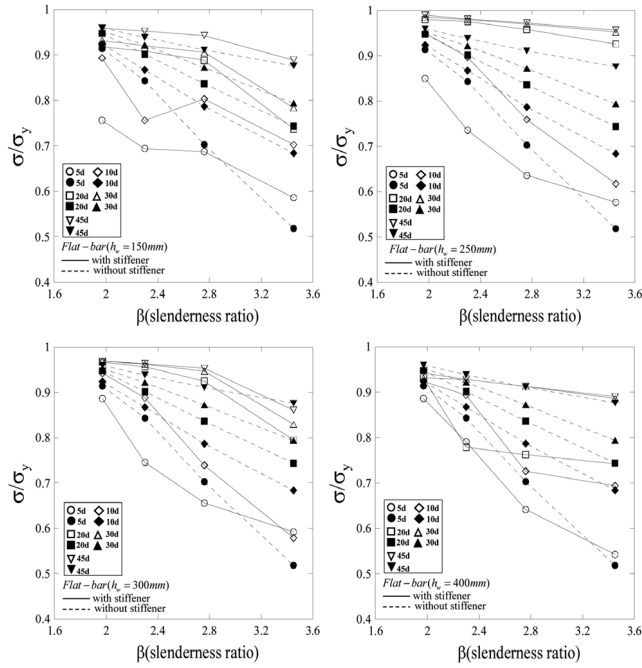 1
0.9
0.8
0.7
0.6
0.5
0.4
σ/σy
5d 10d
5d 10d
20d 30d
20d 30d
45d
45d
Flat−bar(hw = 150mm)
with stiffener
without stiffener
1.6 2 2.4 2.8 3.2 3.6
β(slenderness ratio)
1
0.9
0.8
0.7
0.6
0.5
0.4
σ/σy
5d 10d
5d 10d
20d 30d
20d 30d
45d
45d
Flat−bar(hw = 250mm)
with stiffener
without stiffener
1.6 2 2.4 2.8 3.2 3.6
β(slenderness ratio)
1
0.9
0.8
0.7
0.6
0.5
0.4
σ/σy
5d 10d
5d 10d
20d 30d
20d 30d
45d
45d
Flat−bar(hw = 300mm)
with stiffener
without stiffener
1.6 2 2.4 2.8 3.2 3.6
β(slenderness ratio)
1
0.9
0.8
0.7
0.6
0.5
0.4
σ/σy
5d 10d
5d 10d
20d 30d
20d 30d
45d
45d
Flat−bar(hw = 400mm)
with stiffener
without stiffener
1.6 2 2.4 2.8 3.2 3.6
β(slenderness ratio)